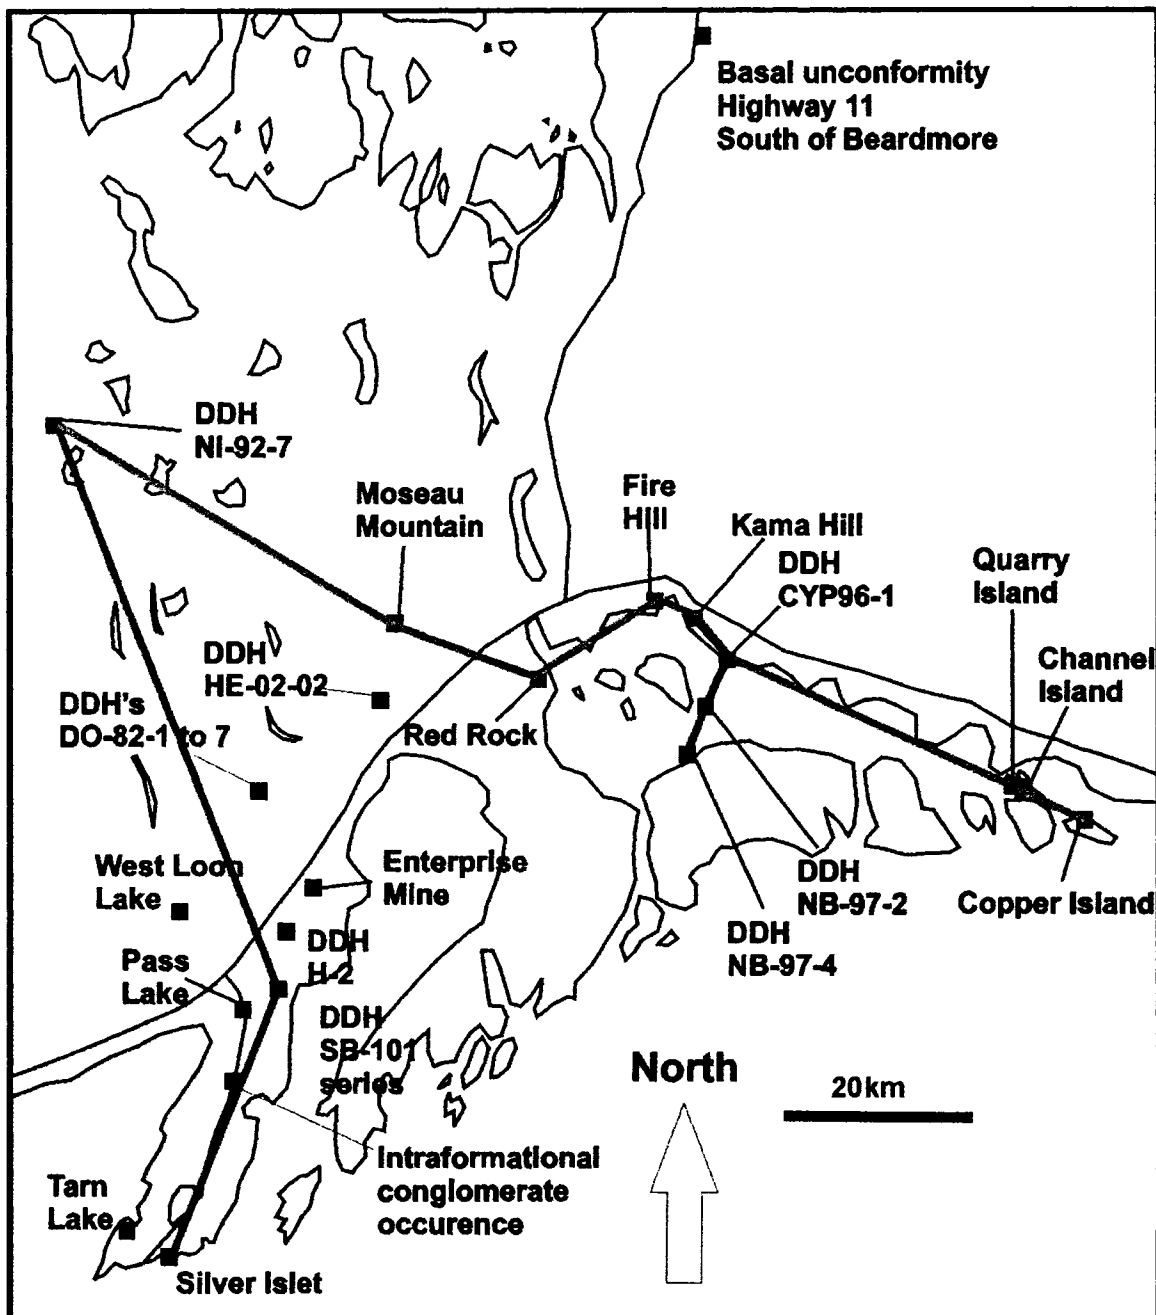 Basal unconformity
Highway 11
South of Beardmore
DDH
NI-92-7
Moseau
Mountain
Fire
Hill
Kama Hill
DDH
CYP96-1
Quarry
Island
Channel
Island
DDH
HE-02-02
DDH's
DO-82-1 to 7
Red Rock
West Loon
Lake
Enterprise
Mine
DDH
NB-97-2
Copper Island
DDH
NB-97-4
DDH
H-2
Pass
Lake
DDH
SB-101
series
North
20km
Intraformational
conglomerate
occurence
Tarn
Lake
Silver Islet